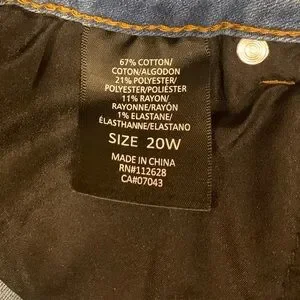 67% COTTON/
COTON/ALGODON
21% POLYESTER/
POLYESTER/POLIÉSTER
11% RAYON/
RAYONNE/RAYÓN
1% ELASTANE/
ÉLASTHANNE/ELASTANO
SIZE 20W
MADE IN CHINA
RN#112628
CA#07043